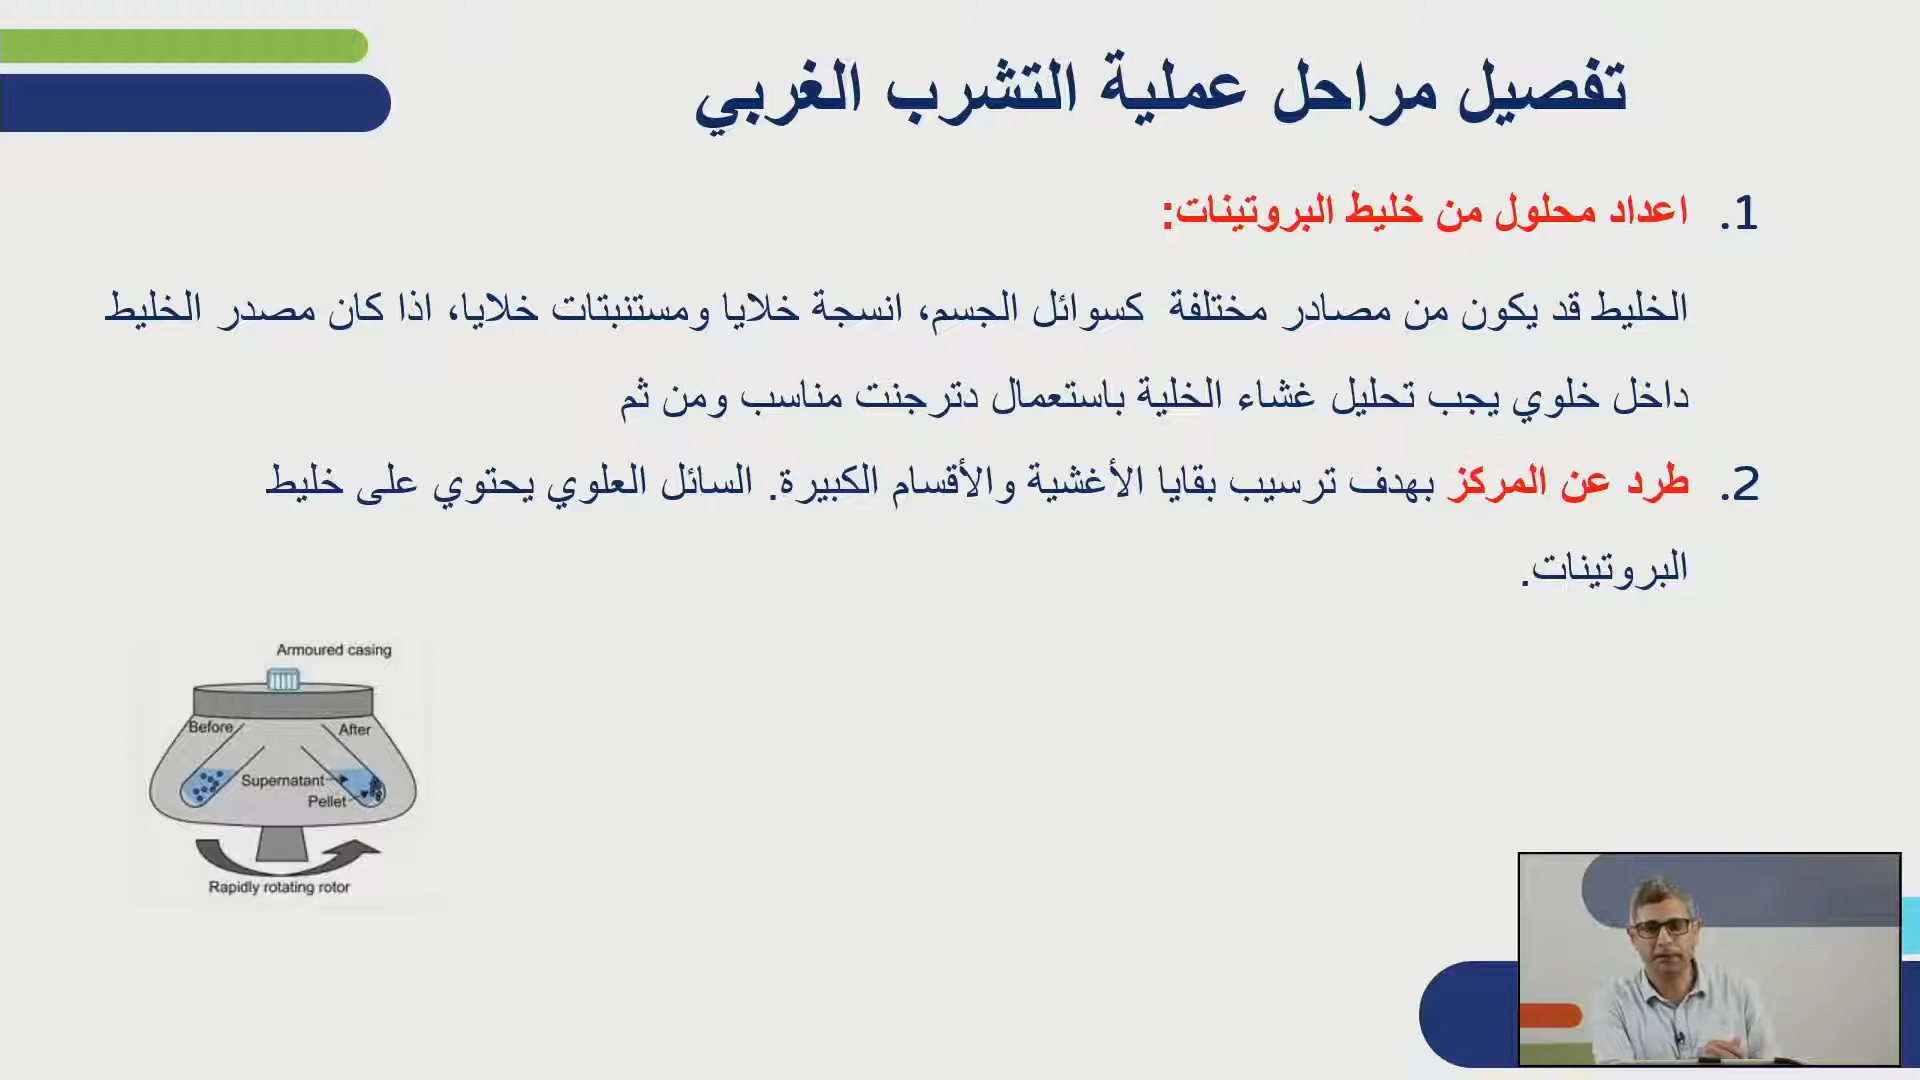 تفصيل مراحل عملية التشرب الغربي
1. اعداد محلول من خليط البروتينات:
الخليط قد يكون من مصادر مختلفة كسوائل الجسم، انسجة خلايا ومستنبتات خلايا، اذا كان مصدر الخليط
داخل خلوي يجب تحليل غشاء الخلية باستعمال دترجنت مناسب ومن ثم
2. طرد عن المركز بهدف ترسيب بقايا الأغشية والأقسام الكبيرة. السائل العلوي يحتوي على خليط
البروتينات.
Armoured casing
Before
After
Supernatant
Pellet
Rapidly rotating rotor